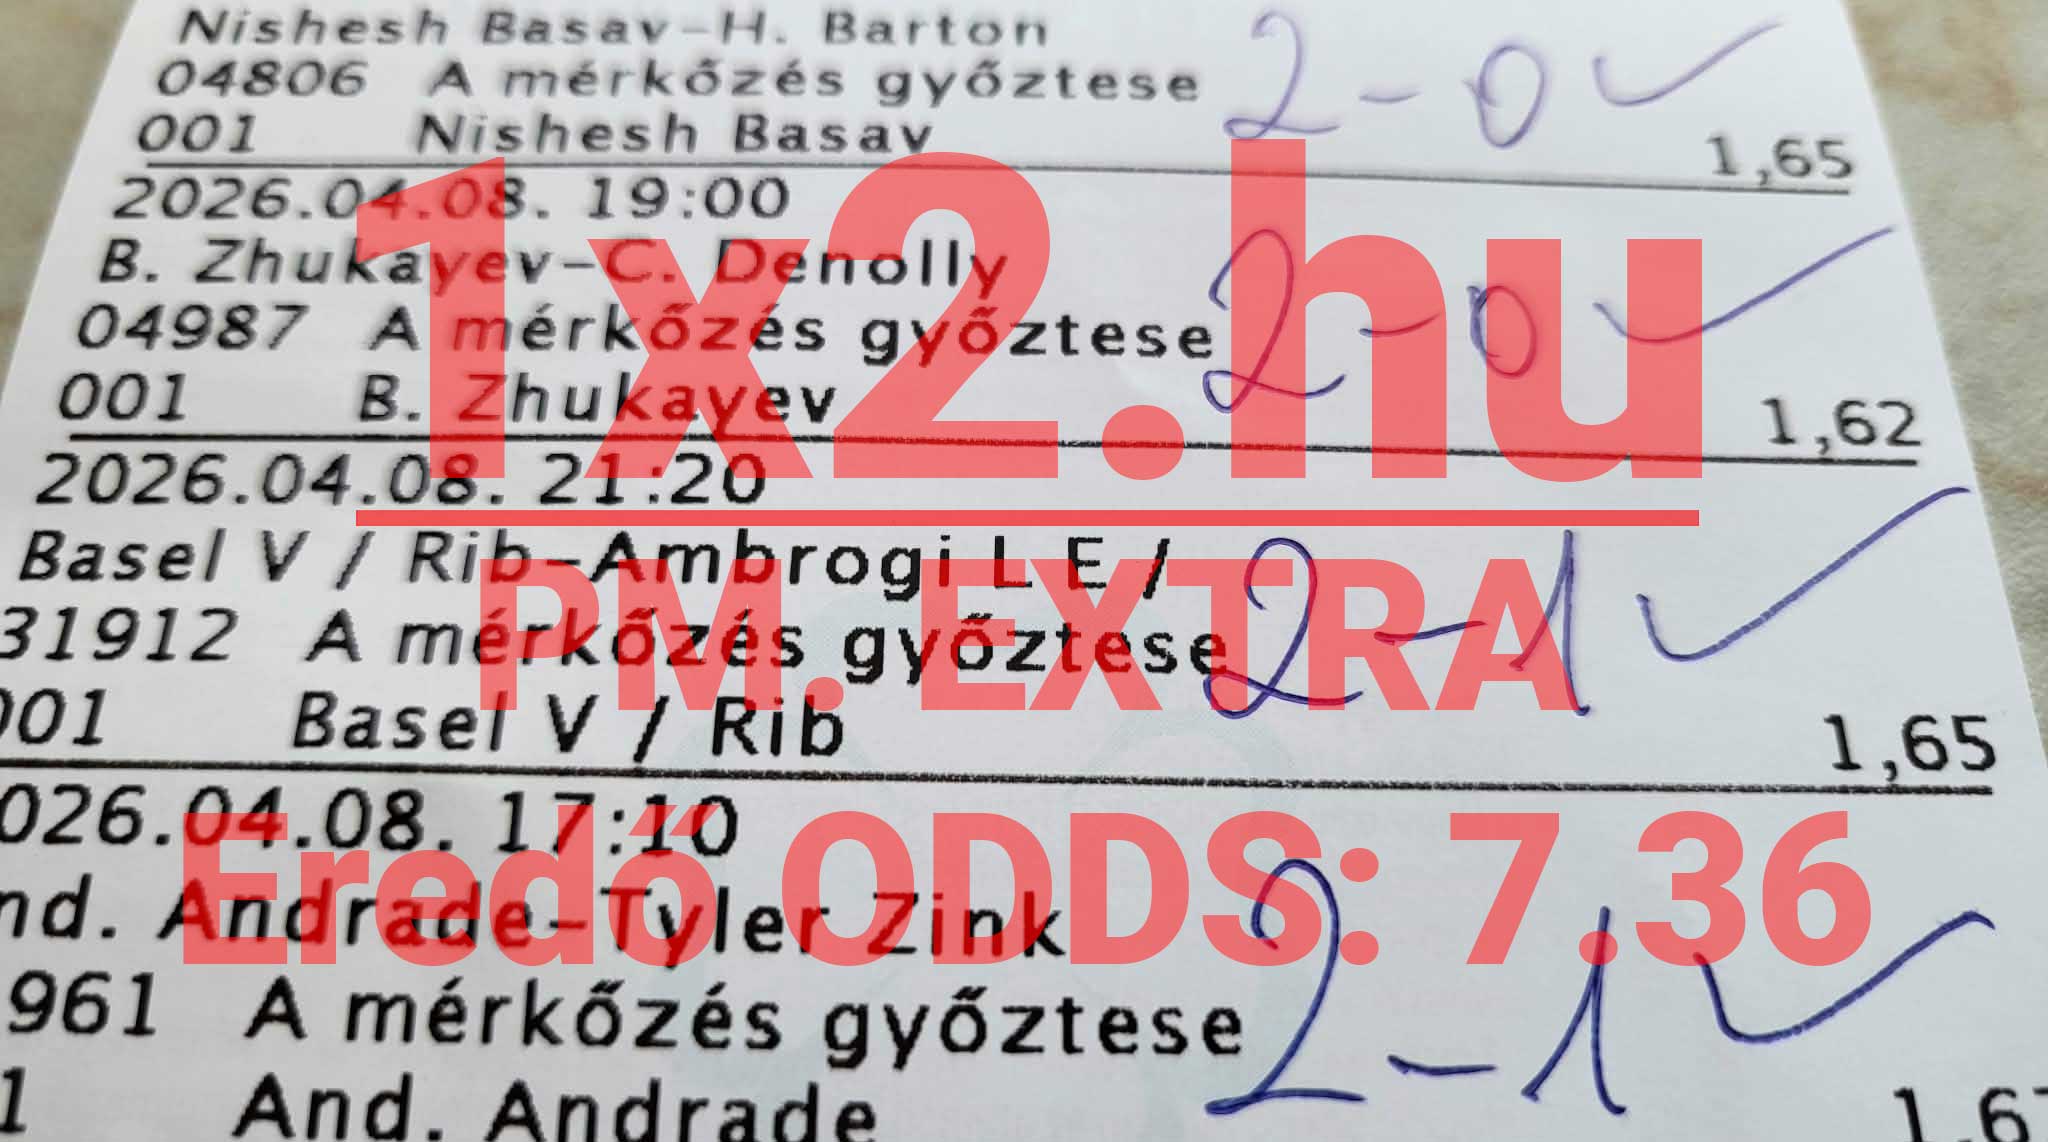 Nishesh Basav-H. Barton
04806 A mérkőzés győztese 2-0 ✓
001 Nishesh Basav 1,65
2026.04.08. 19:00
B. Zhukayev-C. Denolly
04987 A mérkőzés győztese 2-0 ✓
001 B. Zhukayev 1,62
2026.04.08. 21:20
Basel V / Rib-Ambrogi L E /
31912 A mérkőzés győztese 2-1 ✓
001 Basel V / Rib 1,65
026.04.08. 17:10
nd. Andrade-Tyler Zink
961 A mérkőzés győztese 2-1 ✓
1 And. Andrade 1,67
1x2.hu
PM. EXTRA
Eredő ODDS: 7.36